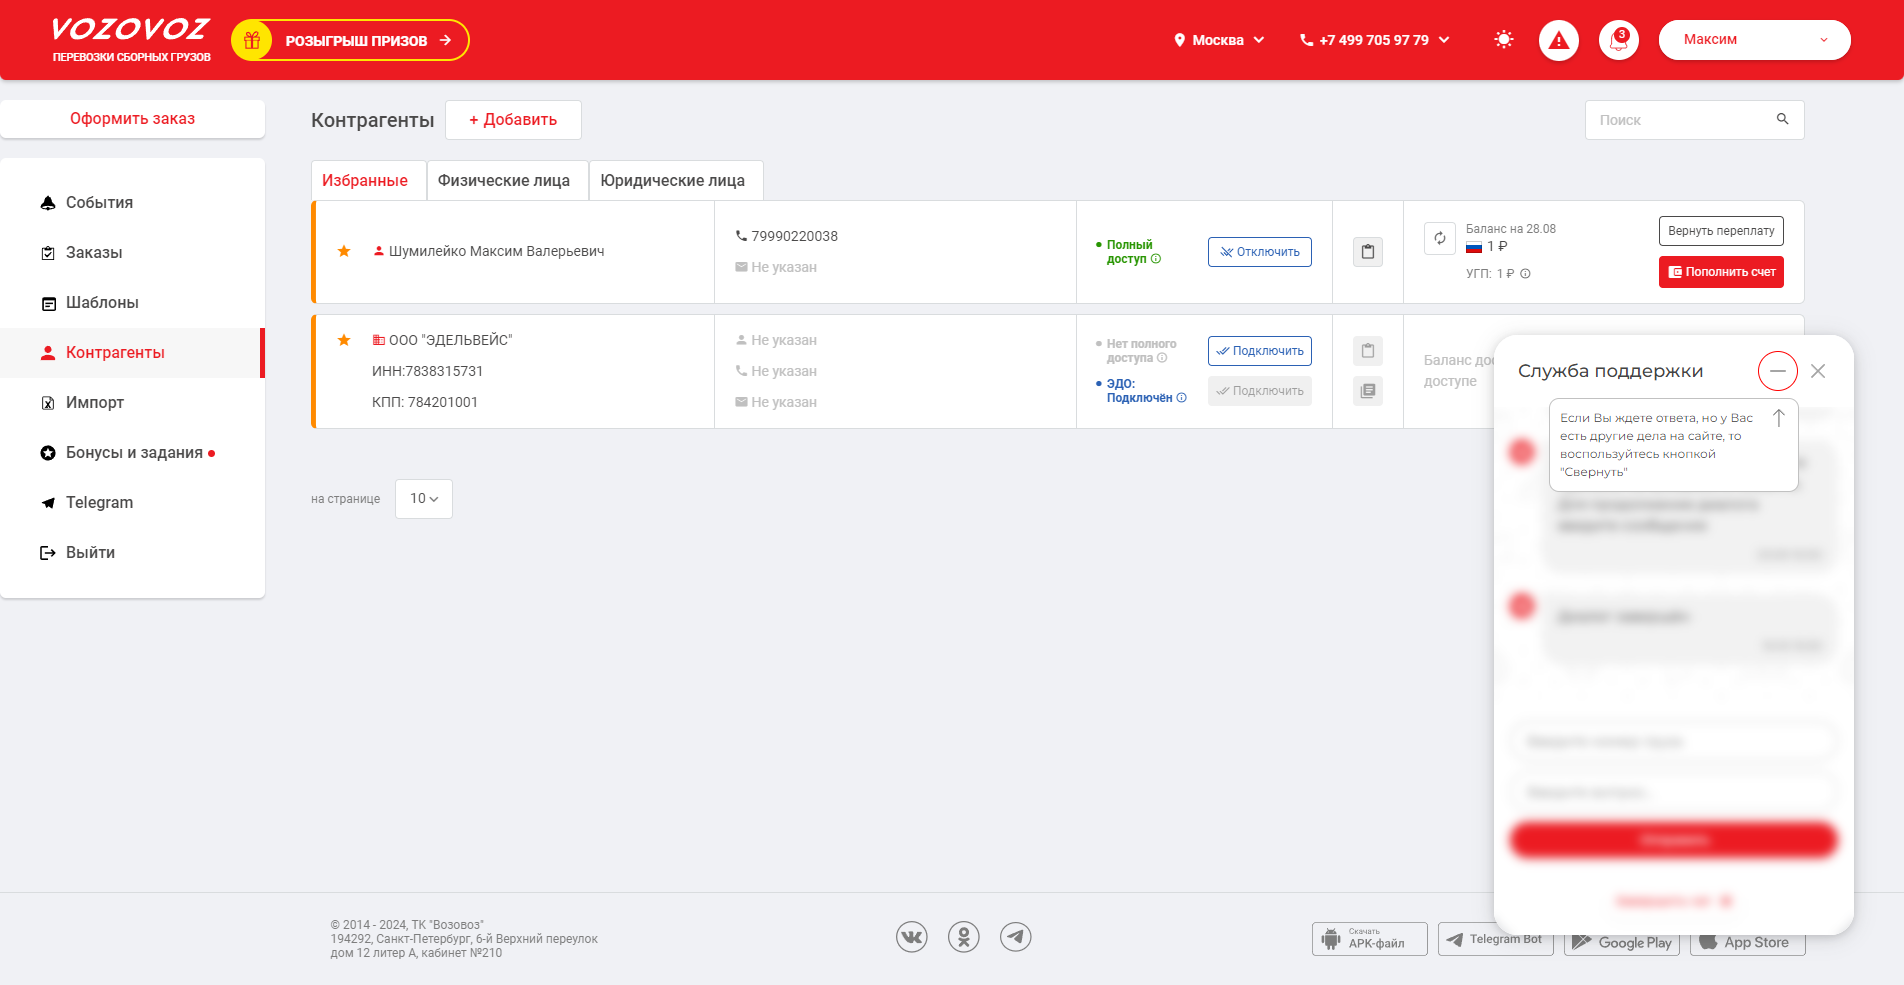 VOZOVOZ
ПЕРЕВОЗКИ СБОРНЫХ ГРУЗОВ
РОЗЫГРЫШ ПРИЗОВ
Москва
+7 499 705 97 79
3
Максим
Оформить заказ
События
Заказы
Шаблоны
Контрагенты
Импорт
Бонусы и задания
Telegram
Выйти
Контрагенты
+ Добавить
Поиск
Избранные
Физические лица
Юридические лица
Шумилейко Максим Валерьевич
79990220038
Не указан
Полный
доступ
Отключить
Баланс на 28.08
1 ₽
УГП: 1 ₽
Вернуть переплату
Пополнить счет
ООО "ЭДЕЛЬВЕЙС"
ИНН:7838315731
КПП: 784201001
Не указан
Не указан
Не указан
Нет полного
доступа
Подключить
ЭДО:
Подключён
Подключить
Баланс
доступе
на странице
10
Служба поддержки
Если Вы ждете ответа, но у Вас
есть другие дела на сайте, то
воспользуйтесь кнопкой
"Свернуть"
© 2014 - 2024, ТК "Возовоз"
194292, Санкт-Петербург, 6-й Верхний переулок
дом 12 литер А, кабинет №210
Скачать
APK-файл
Telegram Bot
Google Play
App Store